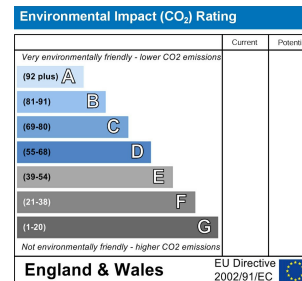 Environmental Impact (CO₂) Rating
Current Potenti
Very environmentally friendly - lower CO2 emissions
(92 plus) A
(81-91) B
(69-80) C
(55-68) D
(39-54) E
(21-38) F
(1-20) G
Not environmentally friendly - higher CO2 emissions
England & Wales
EU Directive
2002/91/EC